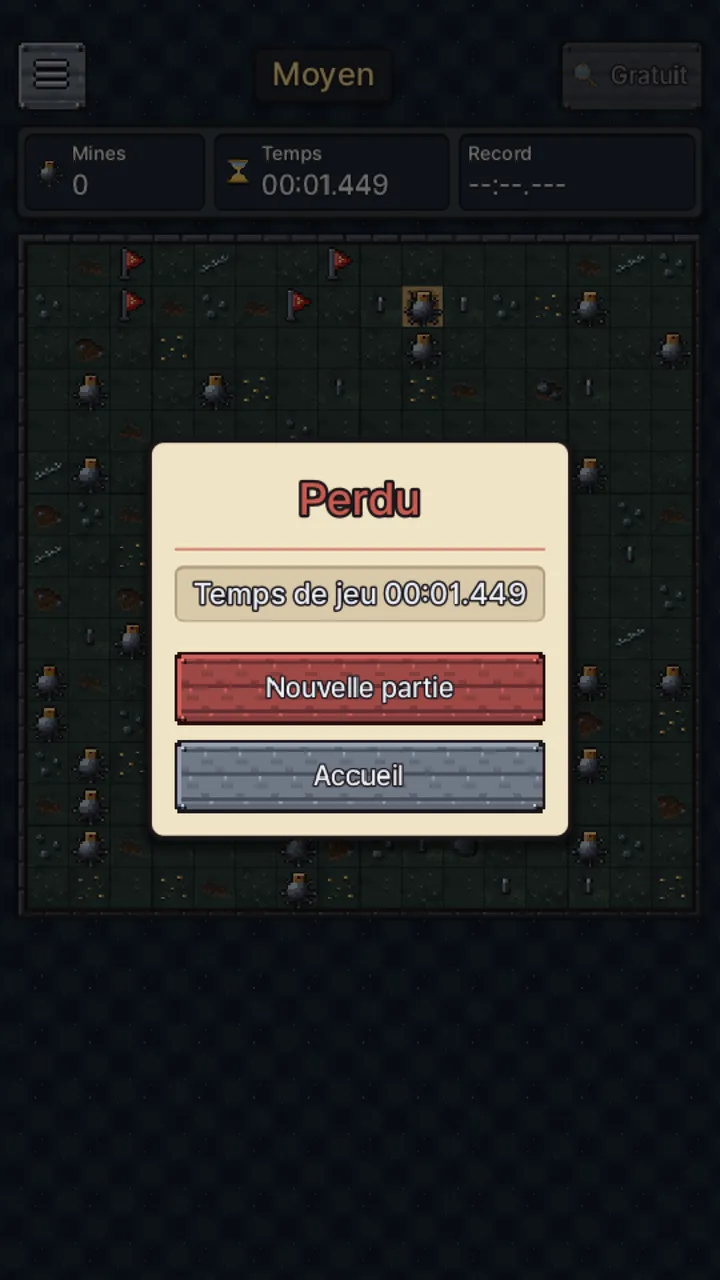 Moyen
Gratuit
Mines
0
Temps
00:01.449
Record
--:--.---
Perdu
Temps de jeu 00:01.449
Nouvelle partie
Accueil